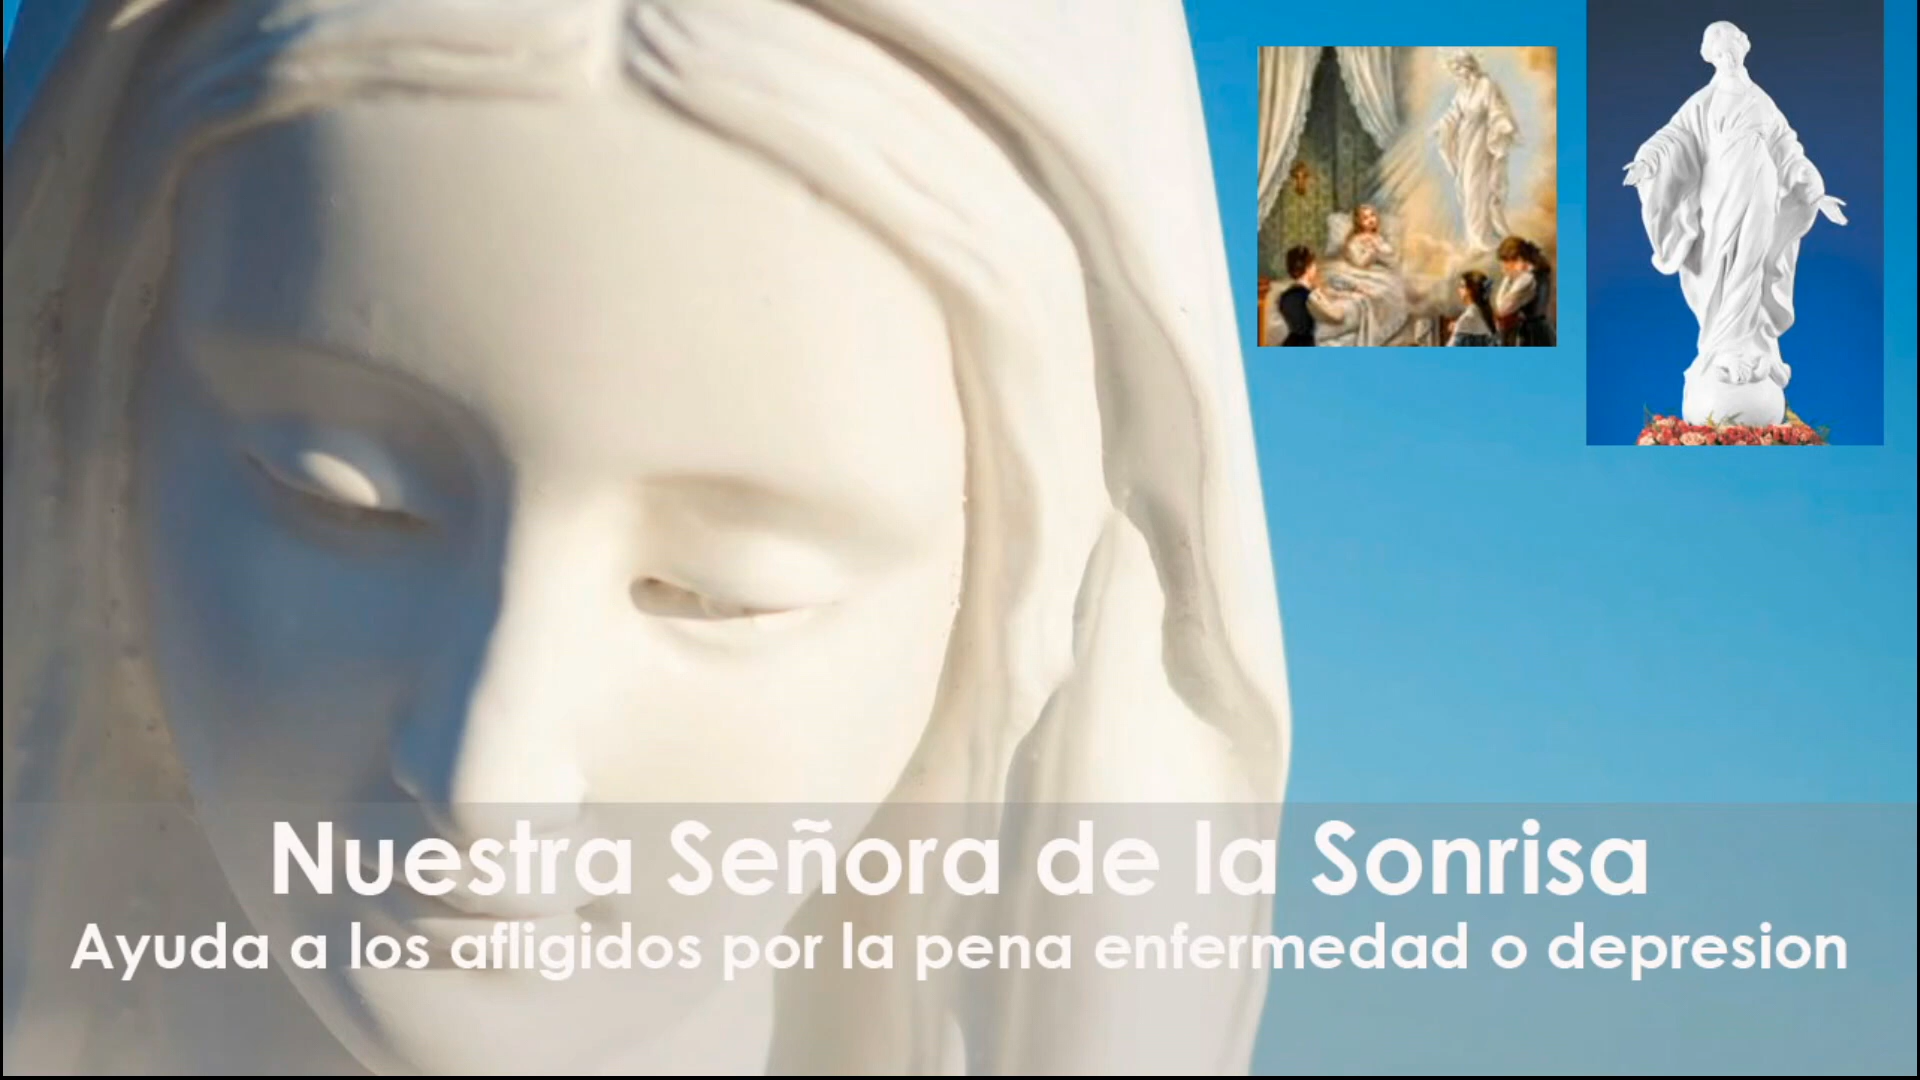 Nuestra Señora de la Sonrisa
Ayuda a los afligidos por la pena enfermedad o depresion